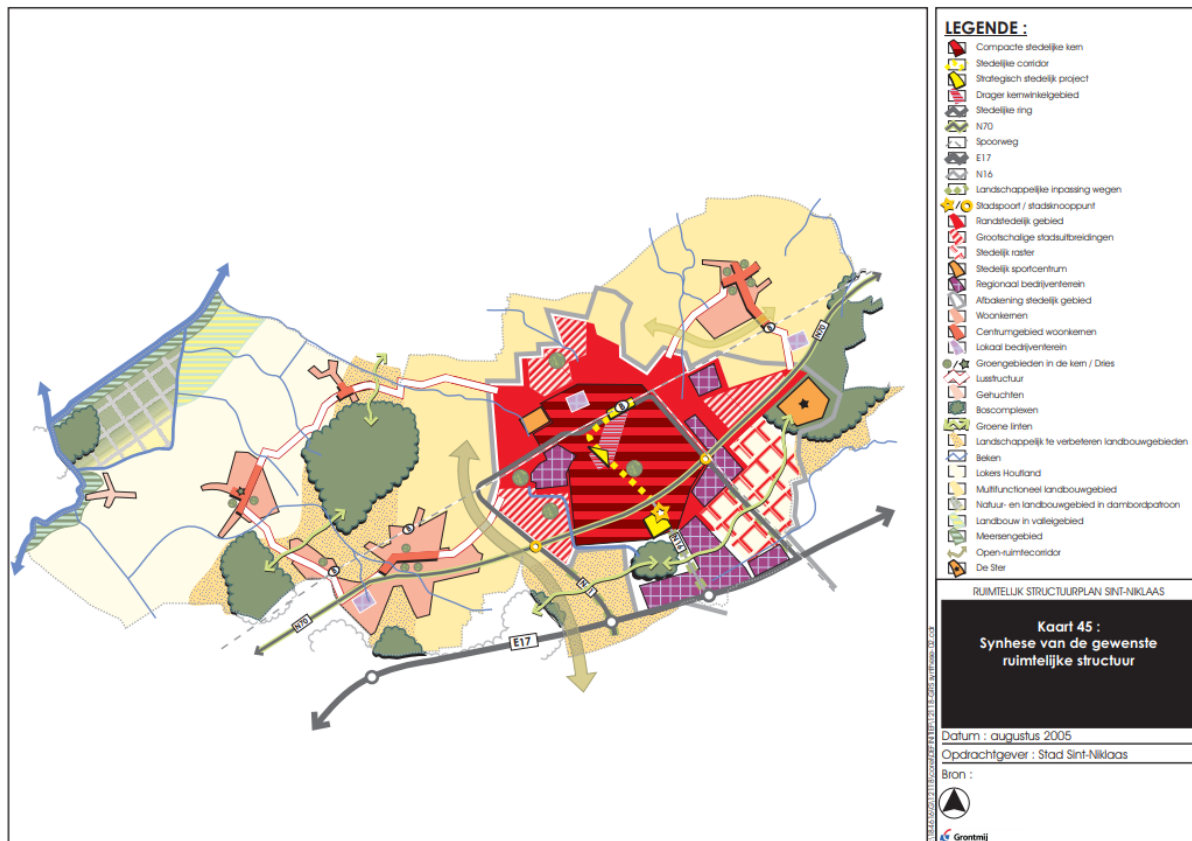 LEGENDE :
Compacte stedelijke kern
Stedelijke corridor
Strategisch stedelijk project
Drager kernwinkelgebied
Stedelijke ring
N70
Spoorweg
E17
N16
Landschappelijke inpassing wegen
Stadspoort / stadsknooppunt
Randstedelijk gebied
Grootschalige stadsuitbreidingen
Stedelijk raster
Stedelijk sportcentrum
Regionaal bedrijventerrein
Afbakening stedelijk gebied
Woonkernen
Centrumgebied woonkernen
Lokaal bedrijventerein
Groengebieden in de kern / Dries
Lusstructuur
Gehuchten
Boscomplexen
Groene linten
Landschappelijk te verbeteren landbouwgebieden
Beken
Lokers Houtland
Multifunctioneel landbouwgebied
Natuur- en landbouwgebied in dambordpatroon
Landbouw in valleigebied
Meersengebied
Open-ruimtecorridor
De Ster
RUIMTELIJK STRUCTUURPLAN SINT-NIKLAAS
Kaart 45 :
Synhese van de gewenste
ruimtelijke structuur
Datum : augustus 2005
Opdrachtgever : Stad Sint-Niklaas
Bron :
Grontmij
N70
N70
N16
E17